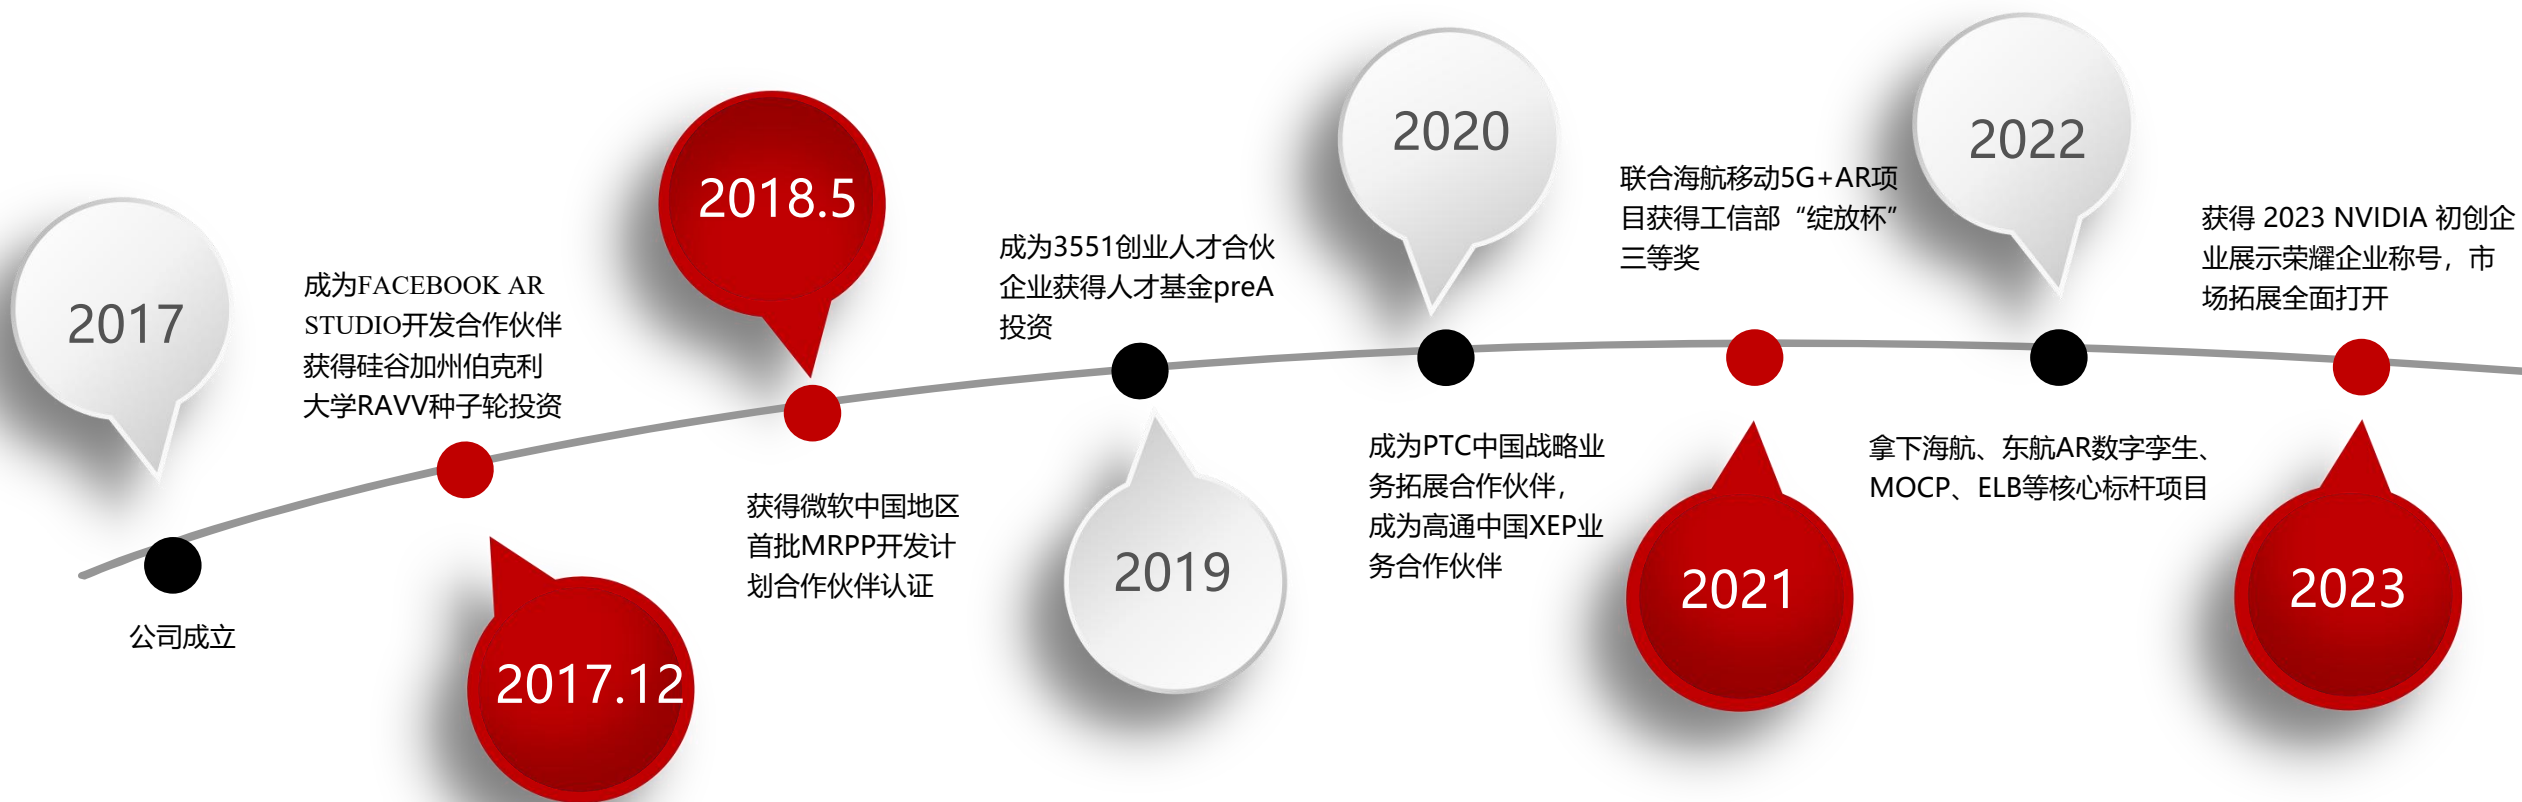 2017
公司成立
成为FACEBOOK AR
STUDIO开发合作伙伴
获得硅谷加州伯克利
大学RAVV种子轮投资
2017.12
2018.5
获得微软中国地区
首批MRPP开发计
划合作伙伴认证
成为3551创业人才合伙
企业获得人才基金preA
投资
2019
2020
成为PTC中国战略业
务拓展合作伙伴，
成为高通中国XEP业
务合作伙伴
联合海航移动5G+AR项
目获得工信部“绽放杯”
三等奖
2021
2022
拿下海航、东航AR数字孪生、
MOCP、ELB等核心标杆项目
获得 2023 NVIDIA 初创企
业展示荣耀企业称号，市
场拓展全面打开
2023